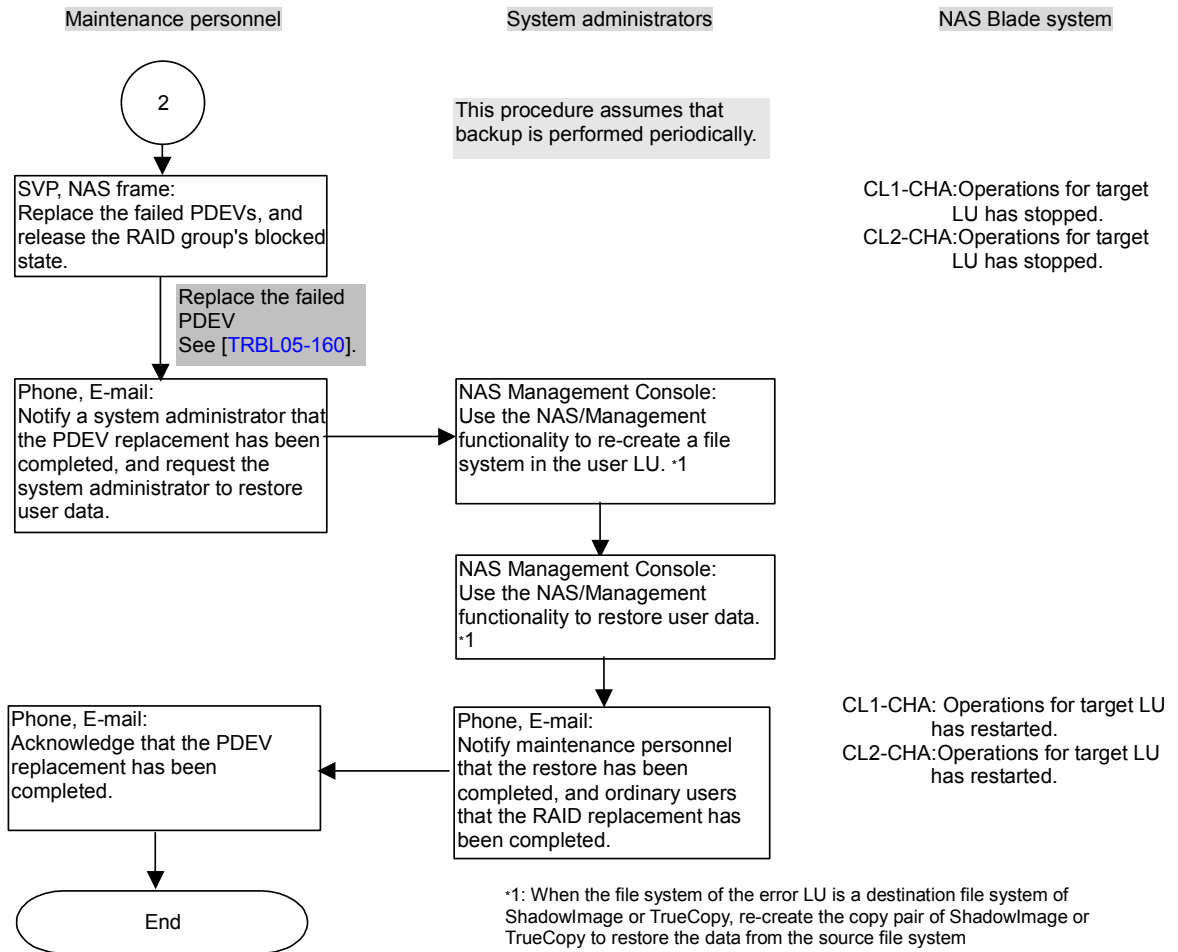 Maintenance personnel
System administrators
NAS Blade system
2
This procedure assumes that
backup is performed periodically.
SVP, NAS frame:
Replace the failed PDEVs, and
release the RAID group's blocked
state.
CL1-CHA:Operations for target
LU has stopped.
CL2-CHA:Operations for target
LU has stopped.
Replace the failed
PDEV
See [TRBL05-160].
Phone, E-mail:
Notify a system administrator that
the PDEV replacement has been
completed, and request the
system administrator to restore
user data.
NAS Management Console:
Use the NAS/Management
functionality to re-create a file
system in the user LU. *1
NAS Management Console:
Use the NAS/Management
functionality to restore user data.
*1
Phone, E-mail:
Acknowledge that the PDEV
replacement has been
completed.
Phone, E-mail:
Notify maintenance personnel
that the restore has been
completed, and ordinary users
that the RAID replacement has
been completed.
CL1-CHA: Operations for target LU
has restarted.
CL2-CHA:Operations for target LU
has restarted.
End
*1: When the file system of the error LU is a destination file system of
ShadowImage or TrueCopy, re-create the copy pair of ShadowImage or
TrueCopy to restore the data from the source file system